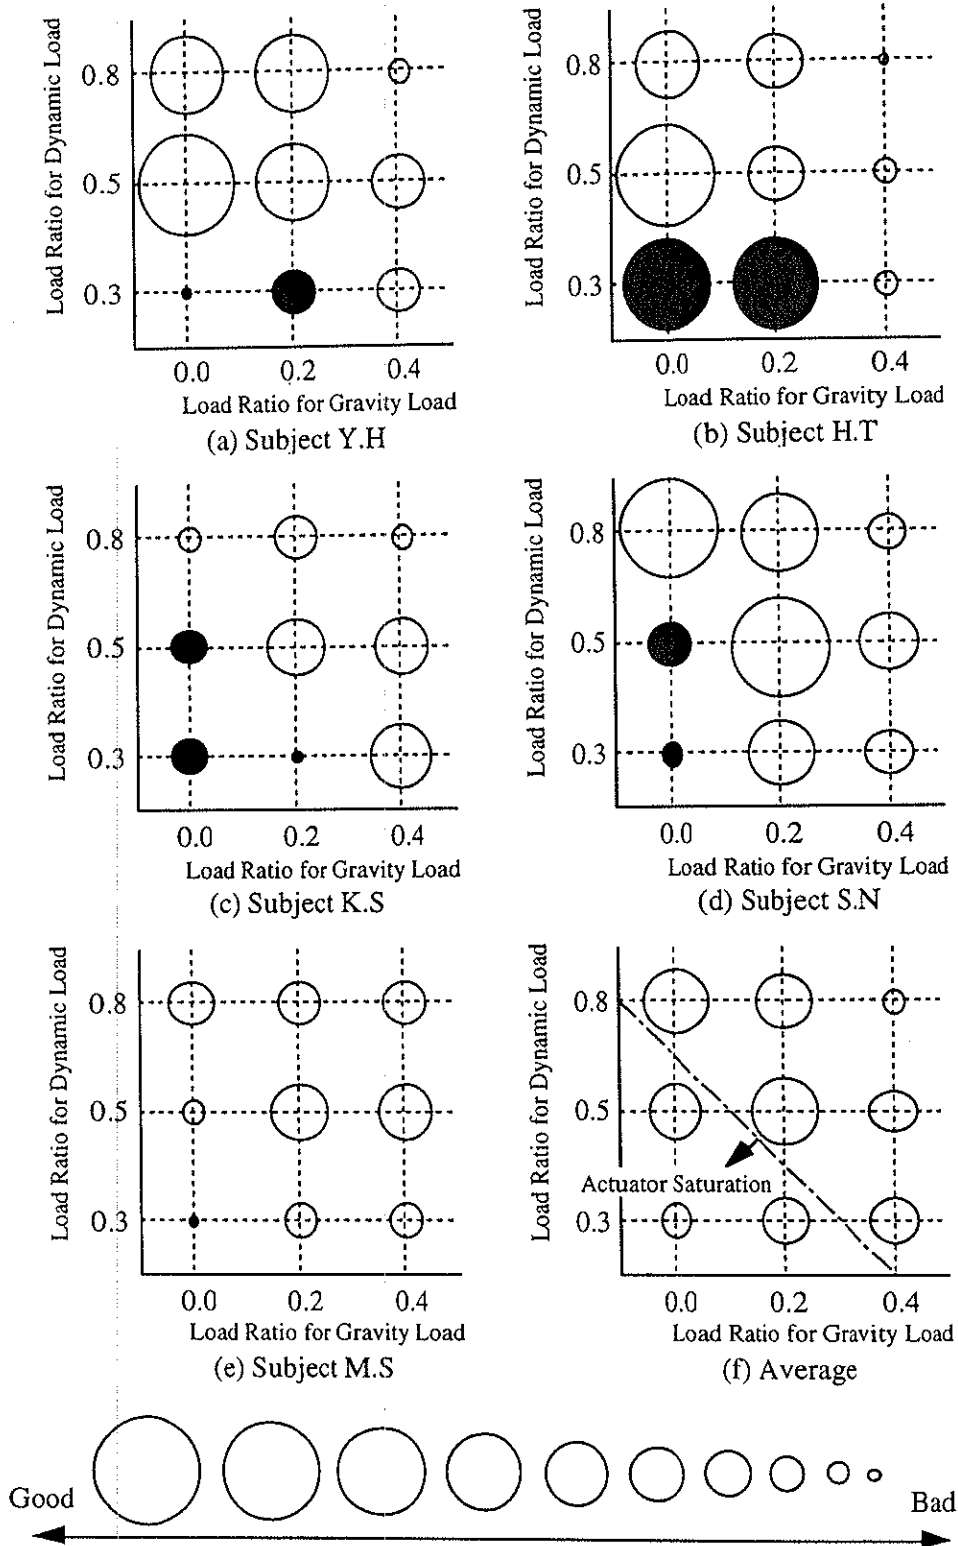 Load Ratio for Dynamic Load
0.8
0.5
0.3
0.0 0.2 0.4
Load Ratio for Gravity Load
(a) Subject Y.H
Load Ratio for Dynamic Load
0.8
0.5
0.3
0.0 0.2 0.4
Load Ratio for Gravity Load
(b) Subject H.T
Load Ratio for Dynamic Load
0.8
0.5
0.3
0.0 0.2 0.4
Load Ratio for Gravity Load
(c) Subject K.S
Load Ratio for Dynamic Load
0.8
0.5
0.3
0.0 0.2 0.4
Load Ratio for Gravity Load
(d) Subject S.N
Load Ratio for Dynamic Load
0.8
0.5
0.3
0.0 0.2 0.4
Load Ratio for Gravity Load
(e) Subject M.S
Load Ratio for Dynamic Load
0.8
0.5
Actuator Saturation
0.3
0.0 0.2 0.4
Load Ratio for Gravity Load
(f) Average
Good Bad